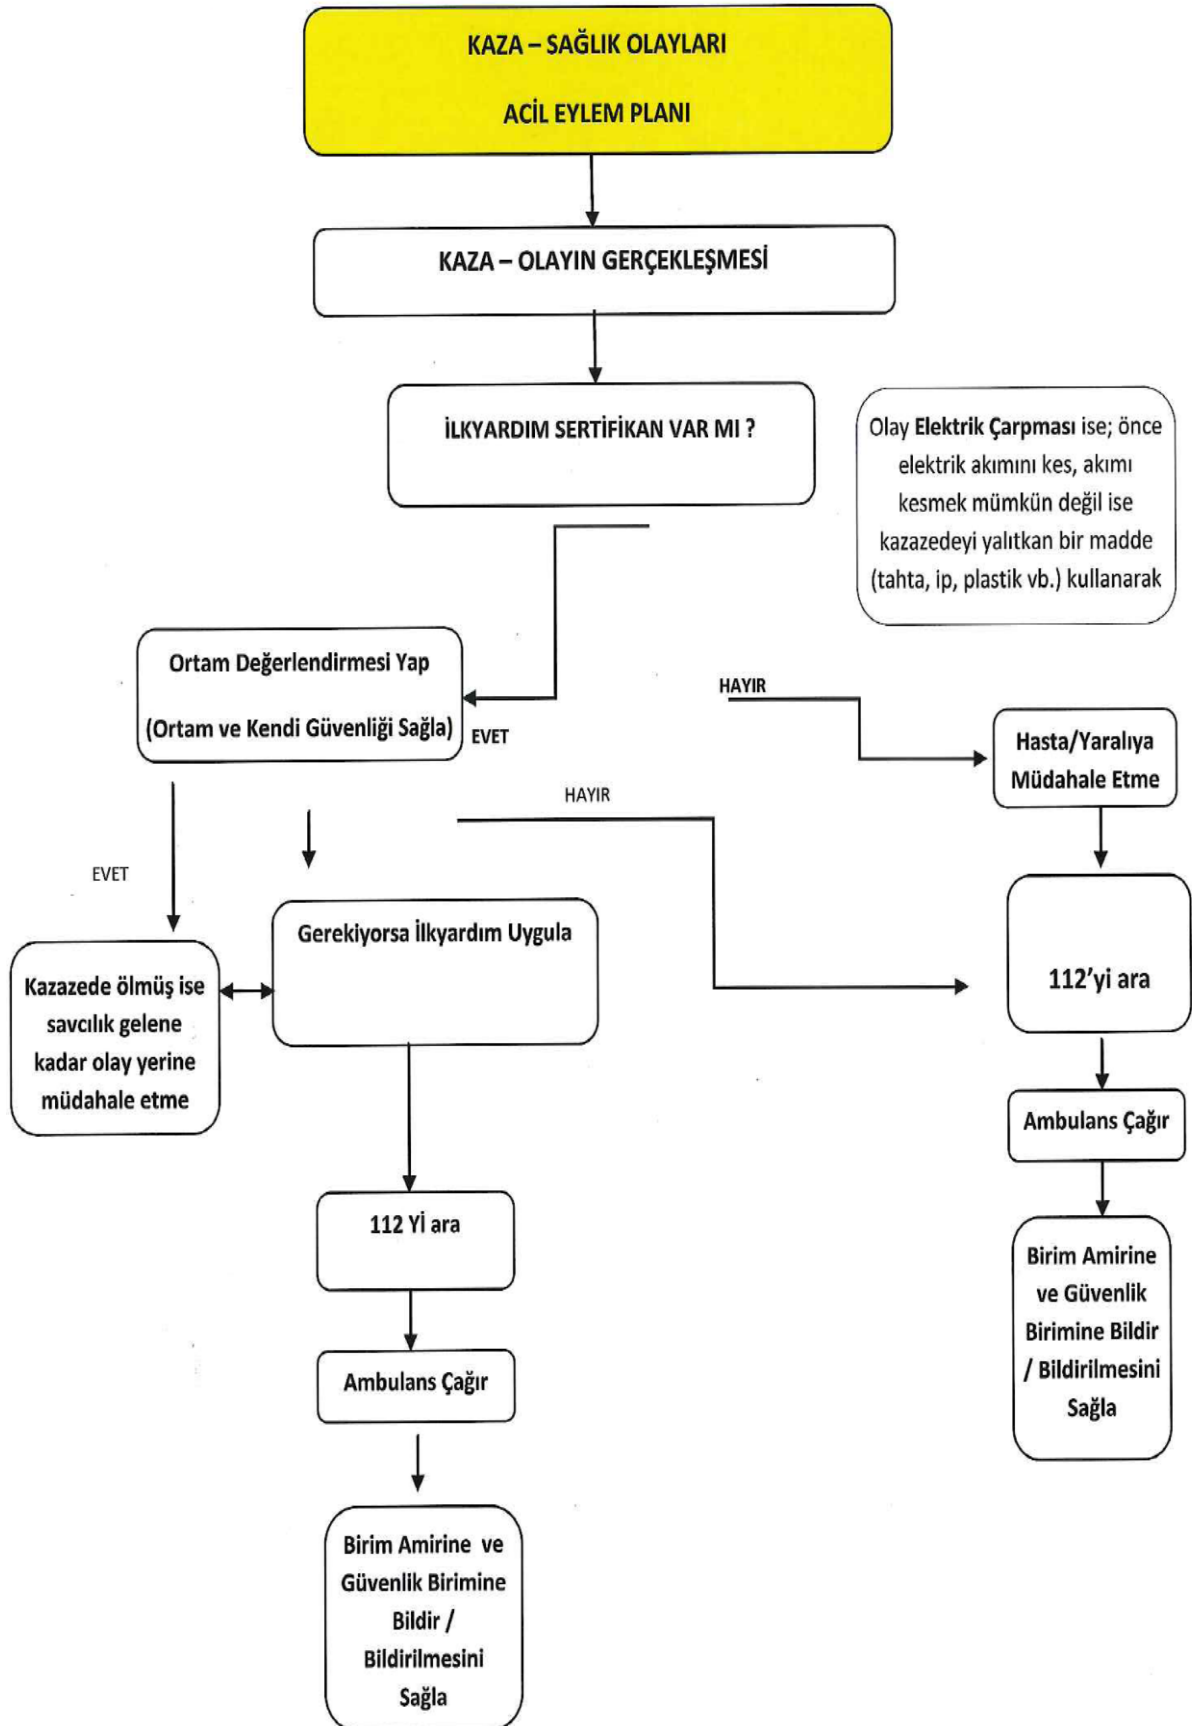 KAZA – SAĞLIK OLAYLARI
ACİL EYLEM PLANI
KAZA – OLAYIN GERÇEKLEŞMESİ
İLKYARDIM SERTİFİKAN VAR MI ?
Olay Elektrik Çarpması ise; önce
elektrik akımını kes, akımı
kesmek mümkün değil ise
kazazedeyi yalıtkan bir madde
(tahta, ip, plastik vb.) kullanarak
Ortam Değerlendirmesi Yap
(Ortam ve Kendi Güvenliği Sağla)
EVET
HAYIR
Hasta/Yaralıya
Müdahale Etme
HAYIR
EVET
Gerekiyorsa İlkyardım Uygula
Kazazede ölmüş ise
savcılık gelene
kadar olay yerine
müdahale etme
112'yi ara
Ambulans Çağır
Birim Amirine
ve Güvenlik
Birimine Bildir
/ Bildirilmesini
Sağla
112 Yİ ara
Ambulans Çağır
Birim Amirine ve
Güvenlik Birimine
Bildir /
Bildirilmesini
Sağla